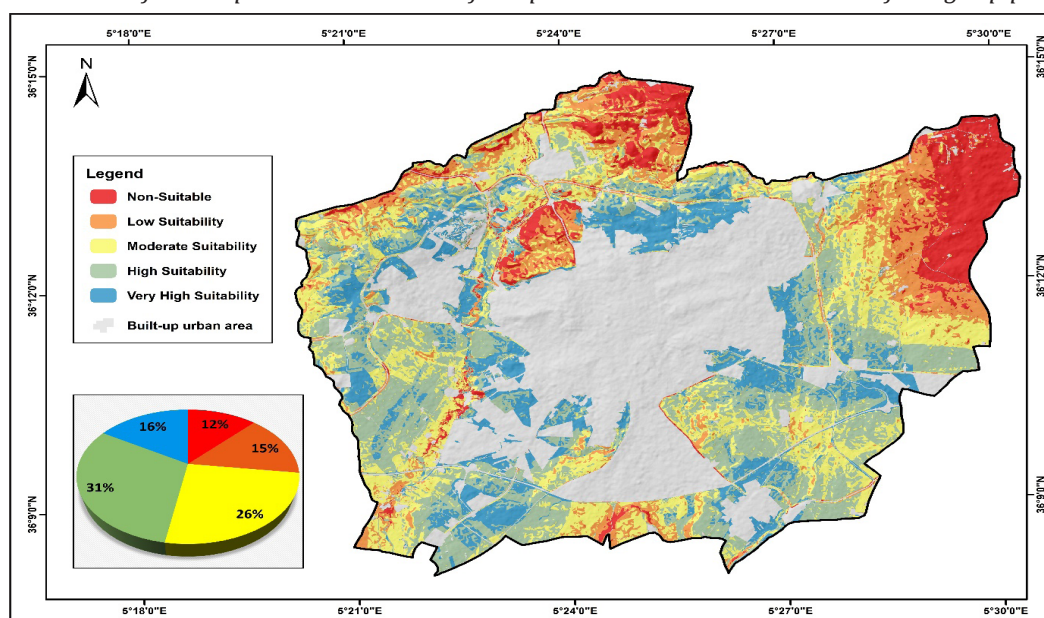 5°18'0"E 5°21'0"E 5°24'0"E 5°27'0"E 5°30'0"E
36°15'0"N
36°15'0"N
N
Legend
Non-Suitable
Low Suitability
Moderate Suitability
High Suitability
Very High Suitability
Built-up urban area
36°12'0"N
36°12'0"N
16%
12%
15%
31%
26%
36°9'0"N
36°9'0"N
5°18'0"E 5°21'0"E 5°24'0"E 5°27'0"E 5°30'0"E